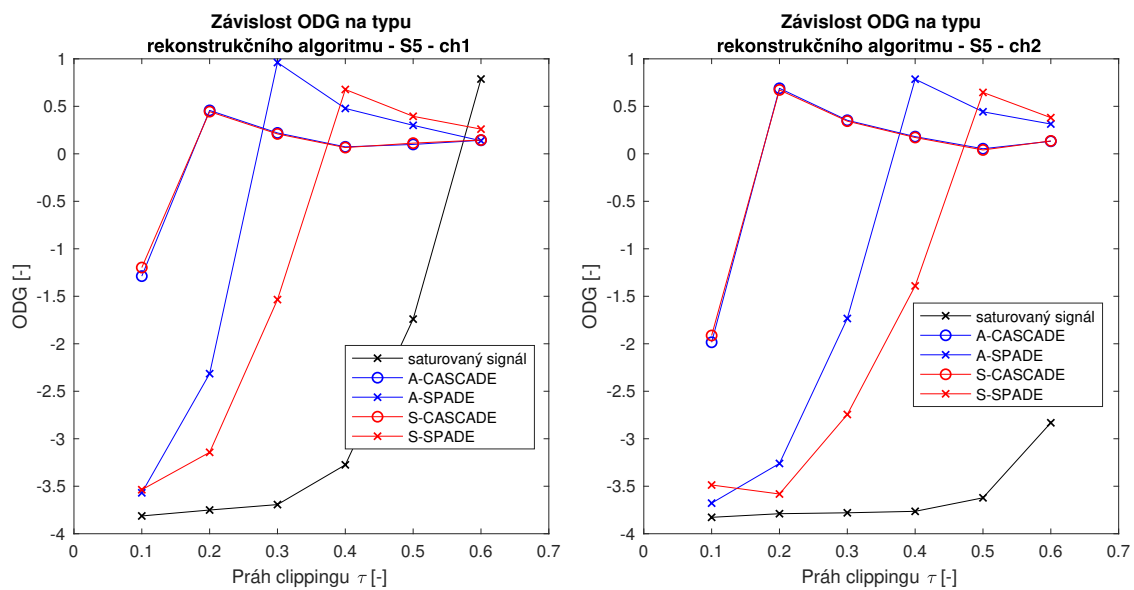 Závislost ODG na typu
rekonstrukčního algoritmu - S5 - ch1
1
0.5
0
-0.5
-1
-1.5
-2
-2.5
-3
-3.5
-4
ODG [-]
0
0.1
0.2
0.3
0.4
0.5
0.6
0.7
Práh clippingu τ [-]
saturovaný signál
A-CASCADE
A-SPADE
S-CASCADE
S-SPADE
Závislost ODG na typu
rekonstrukčního algoritmu - S5 - ch2
1
0.5
0
-0.5
-1
-1.5
-2
-2.5
-3
-3.5
-4
ODG [-]
0
0.1
0.2
0.3
0.4
0.5
0.6
0.7
Práh clippingu τ [-]
saturovaný signál
A-CASCADE
A-SPADE
S-CASCADE
S-SPADE